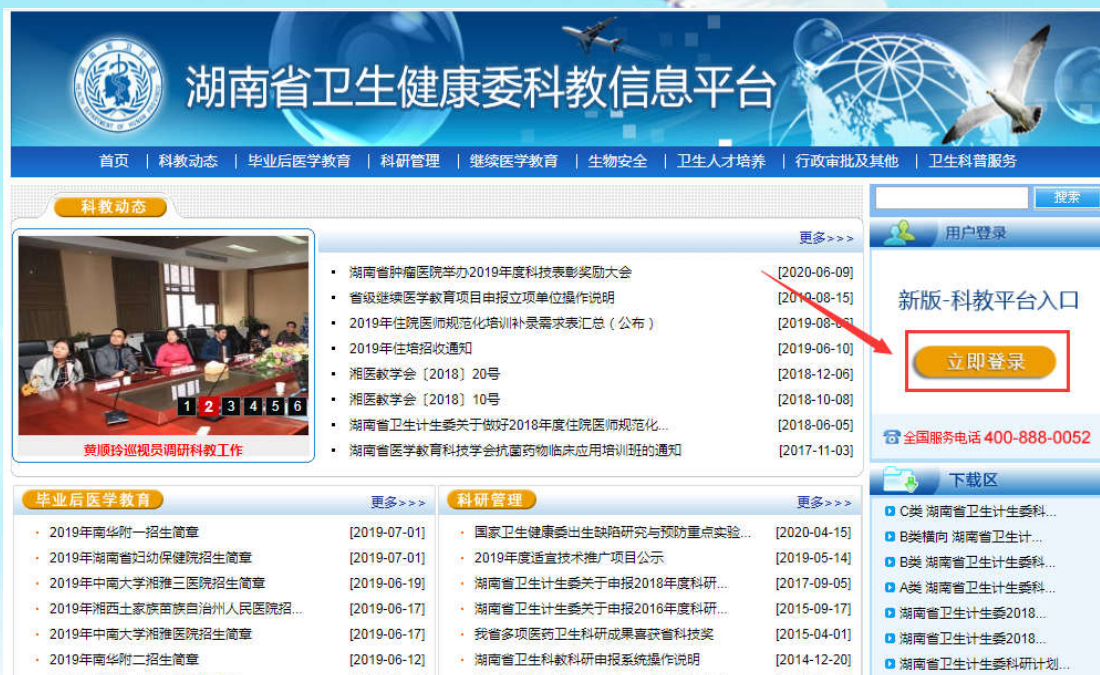 湖南省卫生健康委科教信息平台
首页 | 科教动态 | 毕业后医学教育 | 科研管理 | 继续医学教育 | 生物安全 | 卫生人才培养 | 行政审批及其他 | 卫生科普服务
科教动态
更多>>>
湖南省肿瘤医院举办2019年度科技表彰奖励大会 [2020-06-09]
省级继续医学教育项目申报立项单位操作说明 [2019-08-15]
2019年住院医师规范化培训补录需求表汇总（公布） [2019-08-
2019年住培招收通知 [2019-06-10]
湘医教学会〔2018〕20号 [2018-12-06]
湘医教学会〔2018〕10号 [2018-10-08]
湖南省卫生计生委关于做好2018年度住院医师规范化... [2018-06-05]
湖南省医学教育科技学会抗菌药物临床应用培训班的通知 [2017-11-03]
1 2 3 4 5 6
黄顺玲巡视员调研科教工作
搜索
用户登录
新版-科教平台入口
立即登录
全国服务电话 400-888-0052
毕业后医学教育
更多>>>
2019年南华附一招生简章 [2019-07-01]
2019年湖南省妇幼保健院招生简章 [2019-07-01]
2019年中南大学湘雅三医院招生简章 [2019-06-19]
2019年湘西土家族苗族自治州人民医院招... [2019-06-17]
2019年中南大学湘雅医院招生简章 [2019-06-17]
2019年南华附二招生简章 [2019-06-12]
科研管理
更多>>>
国家卫生健康委出生缺陷研究与预防重点实验... [2020-04-15]
2019年度适宜技术推广项目公示 [2019-05-14]
湖南省卫生计生委关于申报2018年度科研... [2017-09-05]
湖南省卫生计生委关于申报2016年度科研... [2015-09-17]
我省多项医药卫生科研成果喜获省科技奖 [2015-04-01]
湖南省卫生科教科研申报系统操作说明 [2014-12-20]
下载区
C类 湖南省卫生计生委科...
B类横向 湖南省卫生计...
B类 湖南省卫生计生委科...
A类 湖南省卫生计生委科...
湖南省卫生计生委2018...
湖南省卫生计生委2018...
湖南省卫生计生委科研计划...